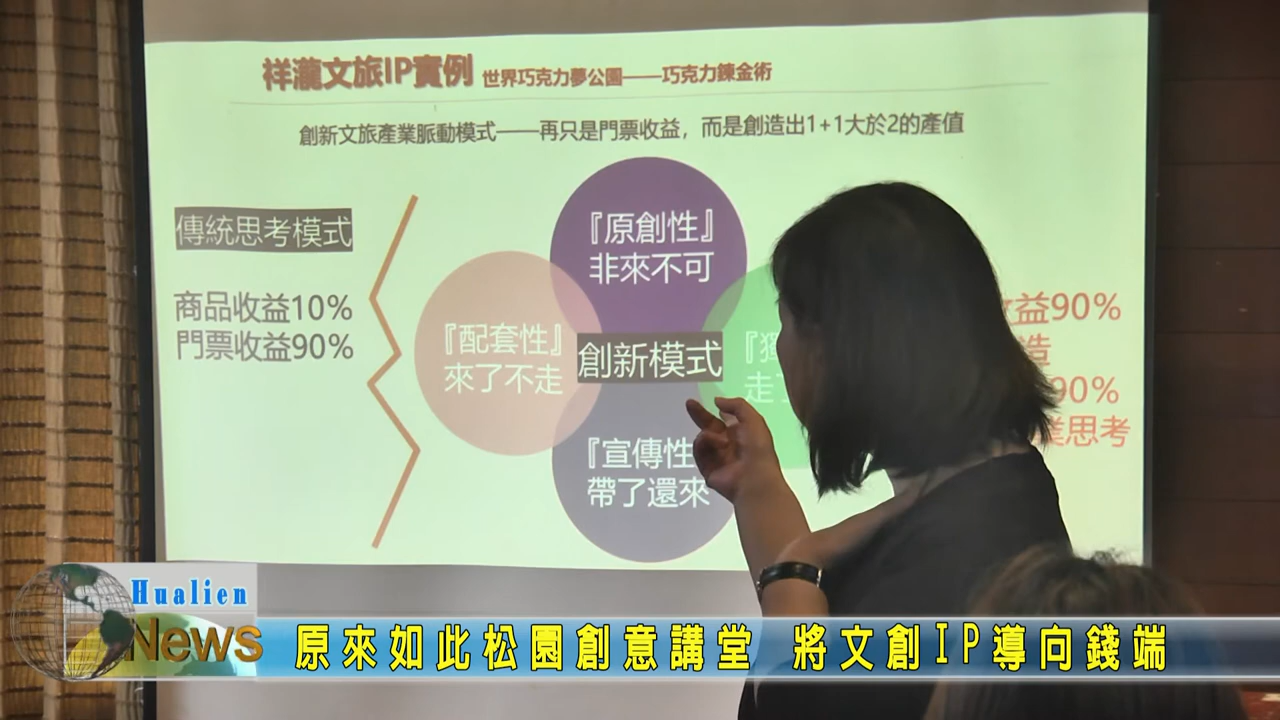 祥瀧文旅IP實例 世界巧克力夢公園——巧克力鍊金術
創新文旅產業脈動模式——再只是門票收益，而是創造出1+1大於2的產值
傳統思考模式
商品收益10%
門票收益90%
『原創性』
非來不可
『配套性』
來了不走
創新模式
『獨
走了
『宣傳性
帶了還來
收益90%
造
90%
業思考
Hualien
News
原來如此松園創意講堂 將文創IP導向錢端